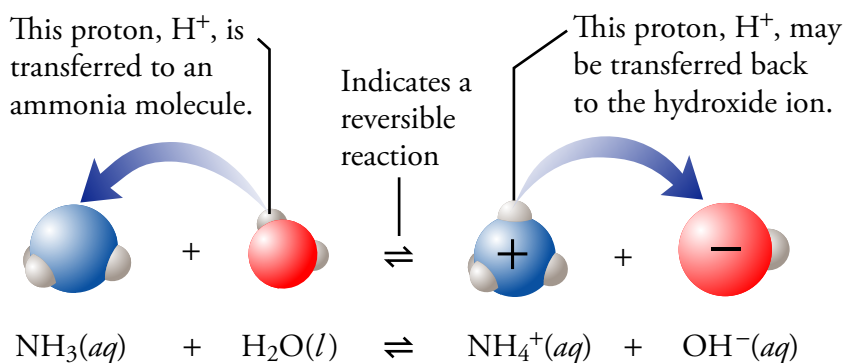 This proton, H⁺, is
transferred to an
ammonia molecule.
Indicates a
reversible
reaction
This proton, H⁺, may
be transferred back
to the hydroxide ion.
+ ⇌ + + −
NH₃(aq) + H₂O(l) ⇌ NH₄⁺(aq) + OH⁻(aq)